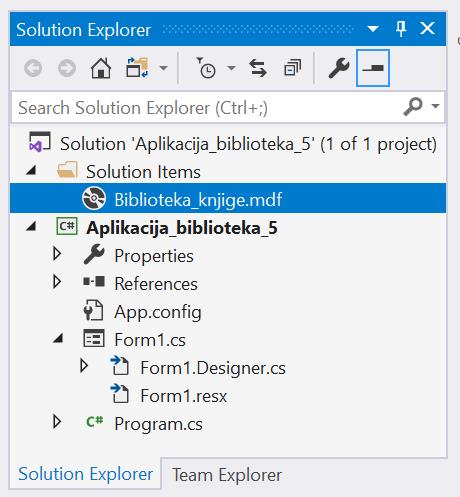 Solution Explorer
Search Solution Explorer (Ctrl+;)
Solution 'Aplikacija_biblioteka_5' (1 of 1 project)
Solution Items
Biblioteka_knjige.mdf
C# Aplikacija_biblioteka_5
Properties
References
App.config
Form1.cs
Form1.Designer.cs
Form1.resx
C# Program.cs
Solution Explorer Team Explorer